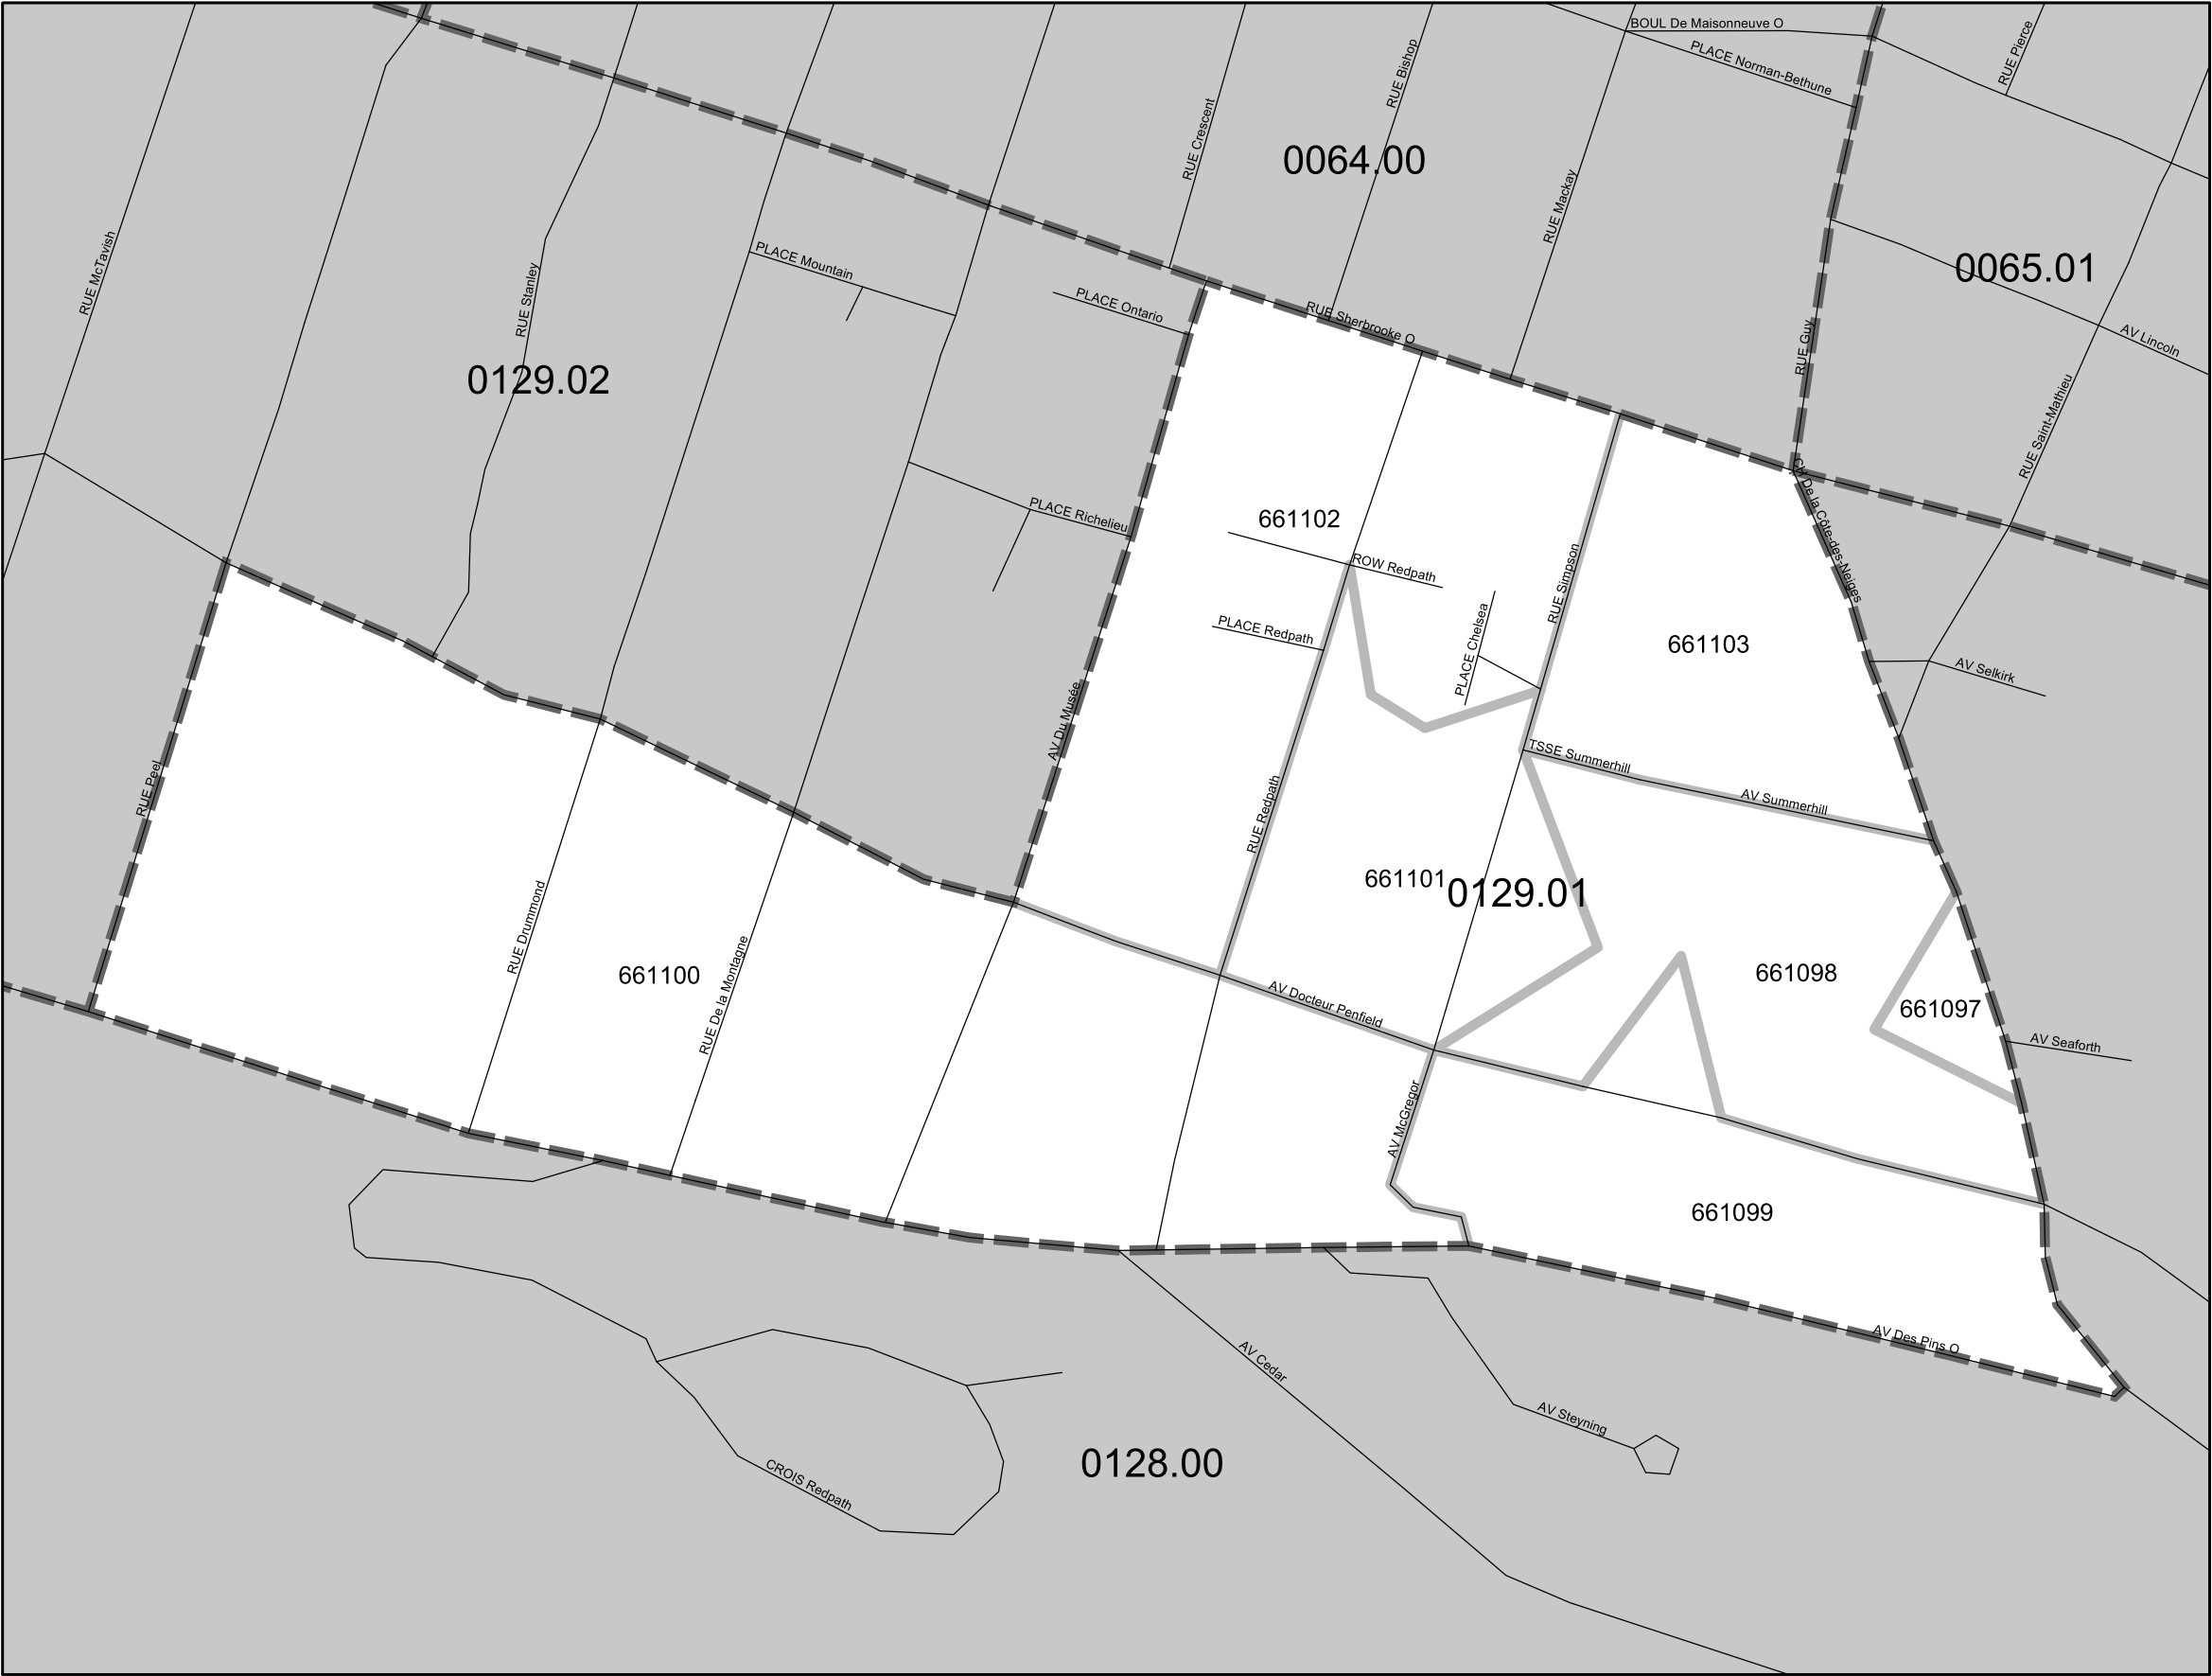 BOUL De Maisonneuve O
PLACE Norman-Bethune
RUE Pierce
RUE Bishop
RUE Crescent
0064.00
RUE Mackay
RUE McTavish
PLACE Mountain
RUE Stanley
PLACE Ontario
RUE Sherbrooke O
RUE Guy
0065.01
AV Lincoln
0129.02
RUE Saint-Mathieu
CH De la Côte-des-Neiges
PLACE Richelieu
661102
ROW Redpath
RUE Simpson
PLACE Redpath
PLACE Chelsea
661103
AV Selkirk
AV Du Musée
RUE Peel
TSSE Summerhill
AV Summerhill
RUE Redpath
661101
0129.01
RUE Drummond
661100
RUE De la Montagne
AV Docteur Penfield
661098
661097
AV Seaforth
AV McGregor
661099
AV Des Pins O
AV Cedar
AV Steyning
0128.00
CROIS Redpath